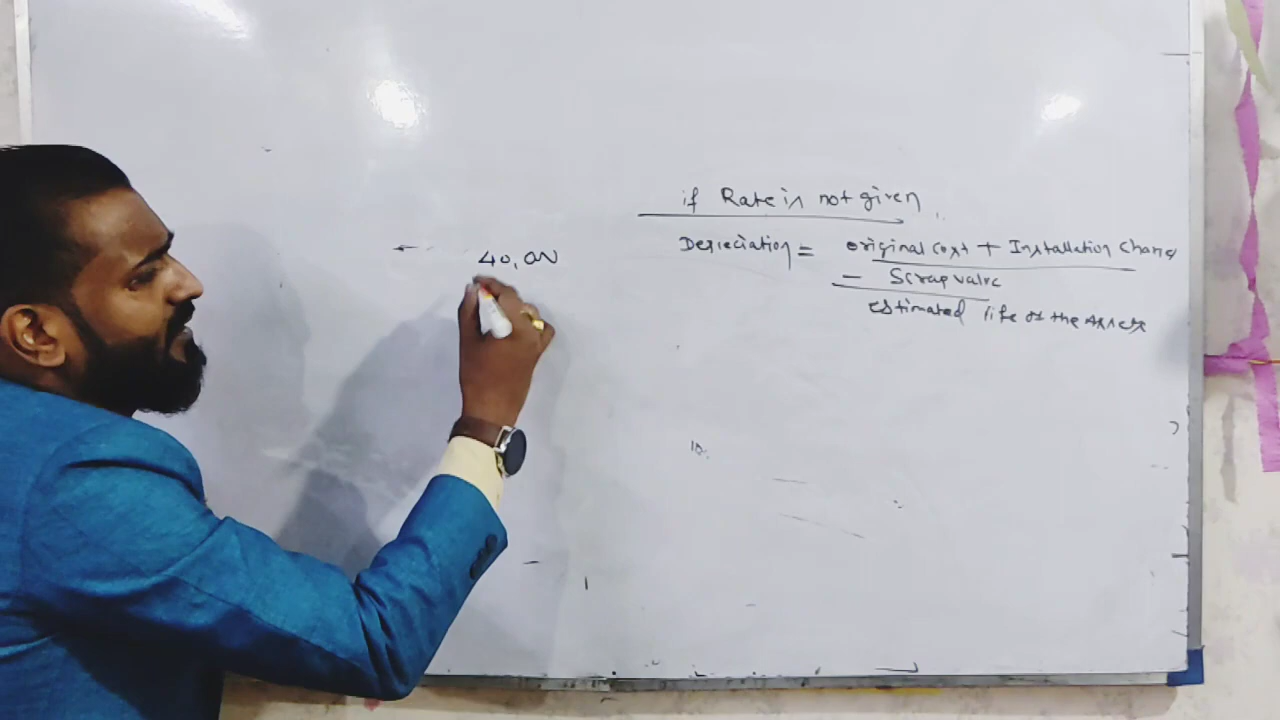 if Rate is not given
40,000
Depreciation = original cost + Installation Charge
- Scrap value
estimated life of the Assets
10.